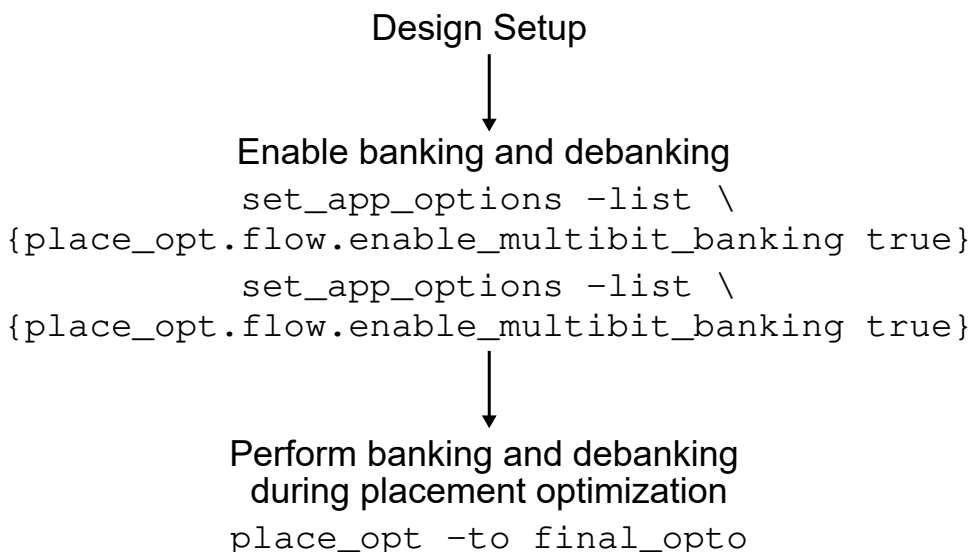 Design Setup
Enable banking and debanking
set_app_options –list \
{place_opt.flow.enable_multibit_banking true}
set_app_options –list \
{place_opt.flow.enable_multibit_banking true}
Perform banking and debanking
during placement optimization
place_opt –to final_opto